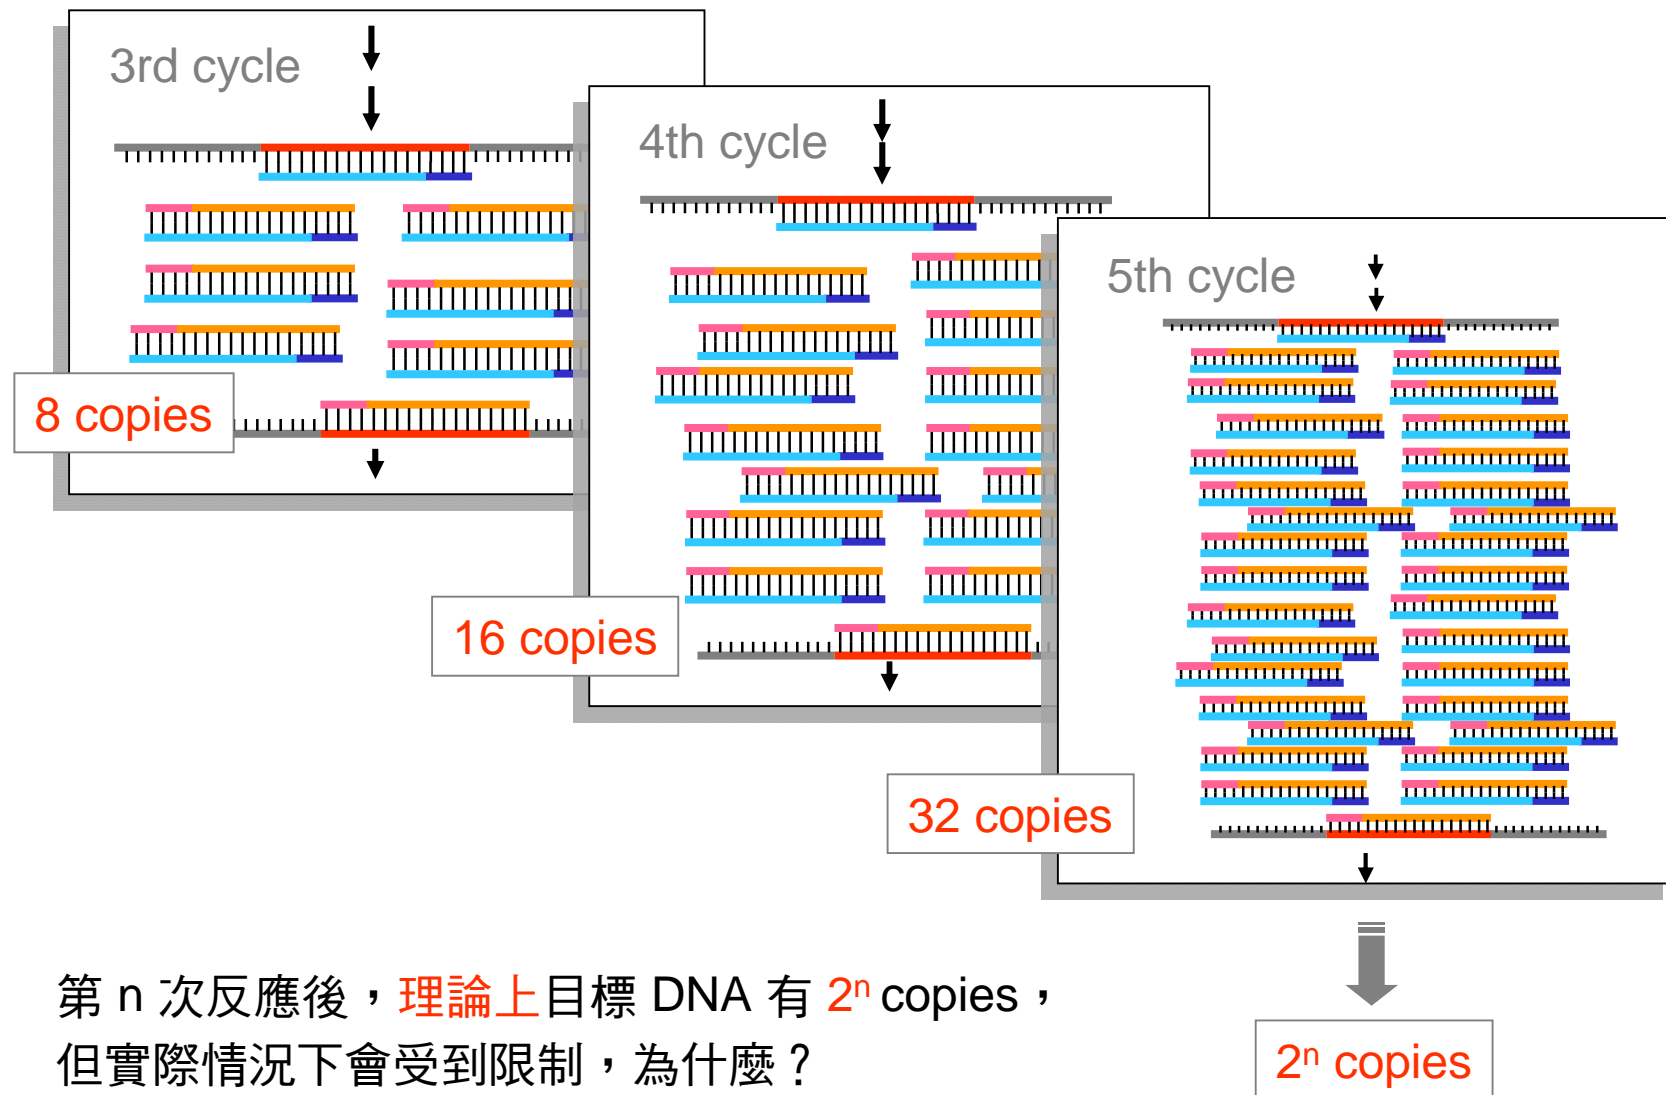 3rd cycle
8 copies
4th cycle
16 copies
5th cycle
32 copies
第 n 次反應後，理論上目標 DNA 有 2ⁿ copies，
但實際情況下會受到限制，為什麼？
2ⁿ copies